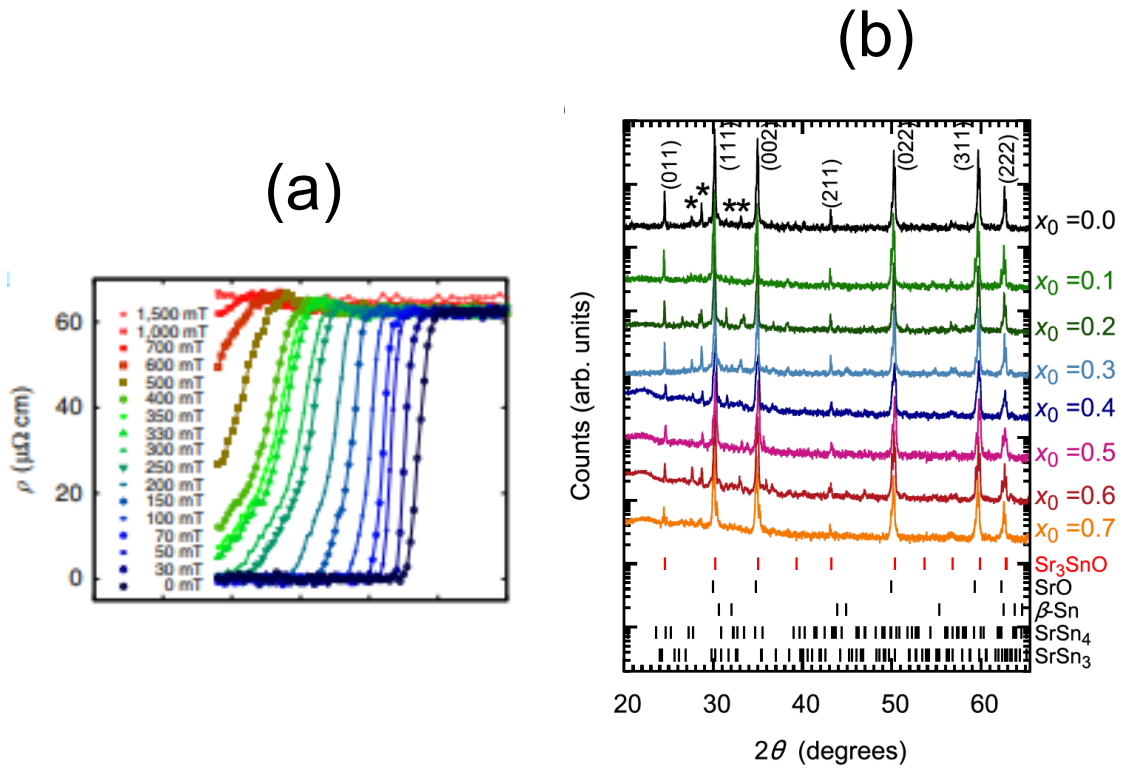 (a)
60
40
20
0
ρ (μΩ cm)
1,500 mT
1,000 mT
700 mT
600 mT
500 mT
400 mT
350 mT
330 mT
300 mT
250 mT
200 mT
150 mT
100 mT
70 mT
50 mT
30 mT
0 mT
(b)
Counts (arb. units)
(011)
* *
(111)
**
(002)
(211)
(022)
(311)
(222)
x₀ =0.0
x₀ =0.1
x₀ =0.2
x₀ =0.3
x₀ =0.4
x₀ =0.5
x₀ =0.6
x₀ =0.7
Sr₃SnO
SrO
β-Sn
SrSn₄
SrSn₃
20 30 40 50 60
2θ (degrees)